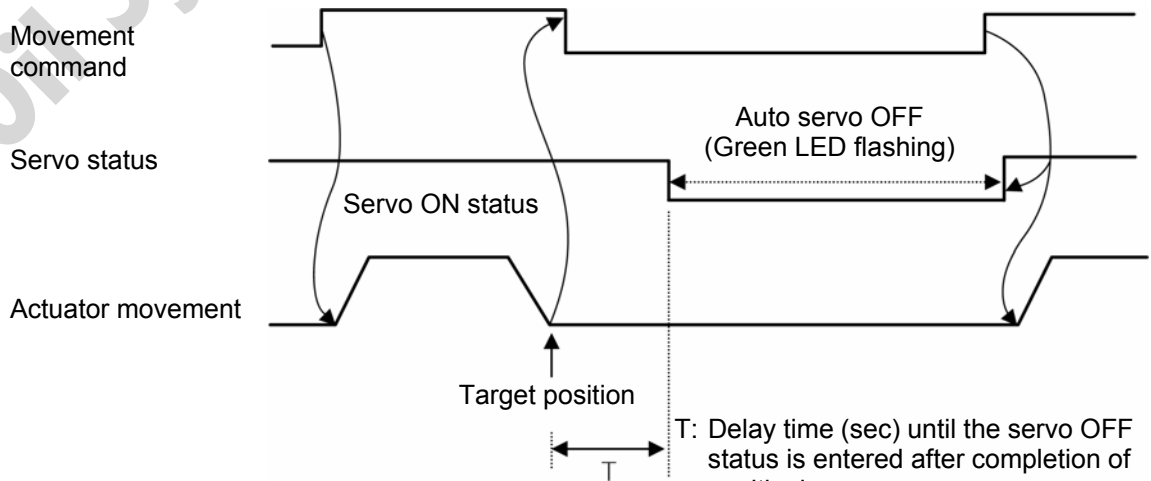 Movement
command
Auto servo OFF
(Green LED flashing)
Servo status
Servo ON status
Actuator movement
Target position
T
T: Delay time (sec) until the servo OFF
status is entered after completion of